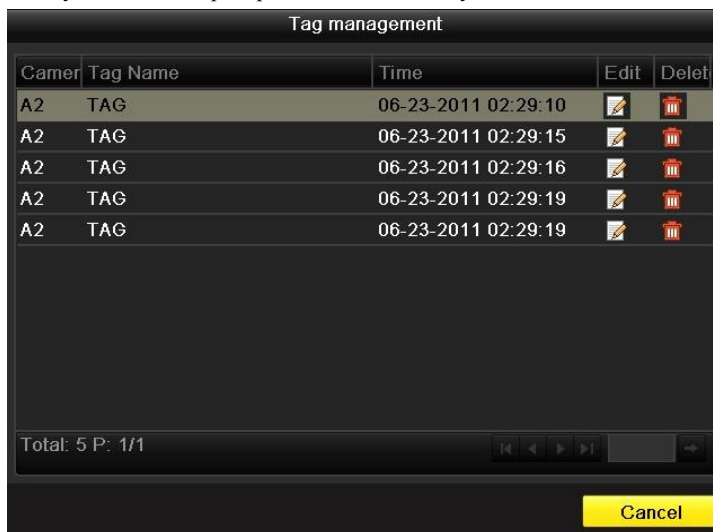 Tag management
Camer Tag Name Time Edit Delet
A2 TAG 06-23-2011 02:29:10
A2 TAG 06-23-2011 02:29:15
A2 TAG 06-23-2011 02:29:16
A2 TAG 06-23-2011 02:29:19
A2 TAG 06-23-2011 02:29:19
Total: 5 P: 1/1
Cancel